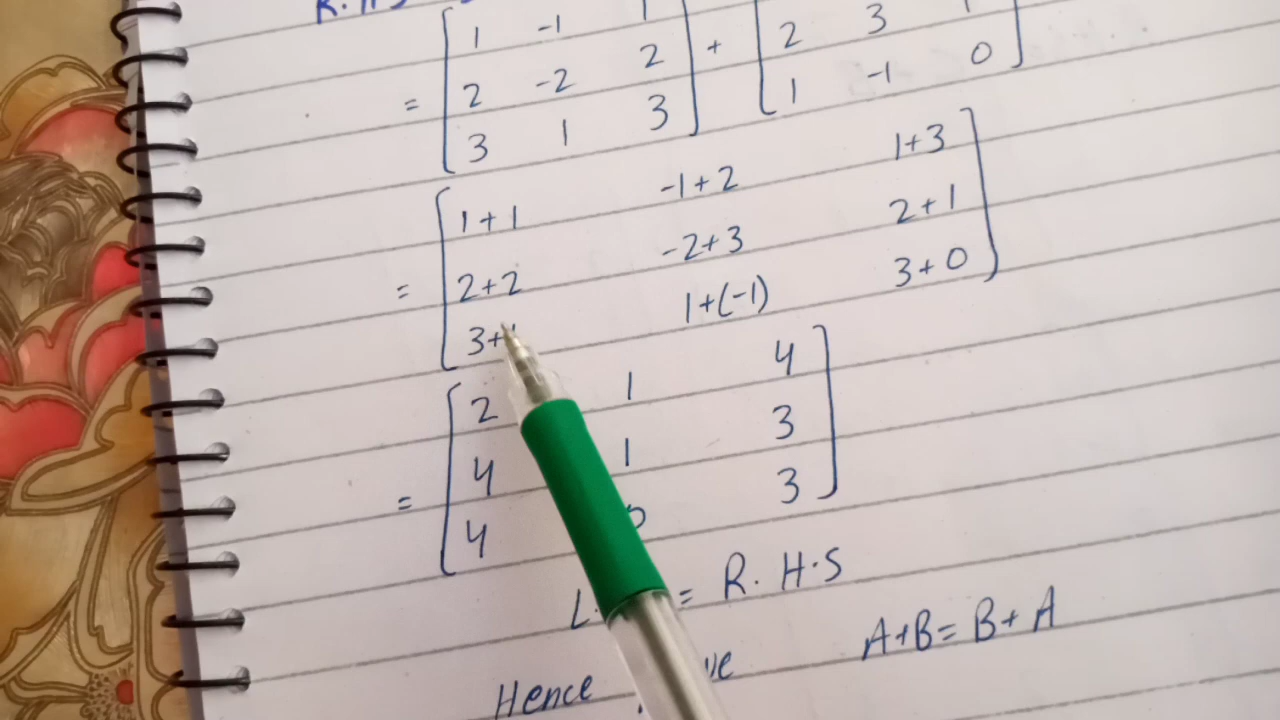 R.H.S
= [ 1 -1 1 ] + [
2 -2 2 2 3 1
3 1 3 1 -1 0 ]
= [ 1+1 -1+2 1+3
2+2 -2+3 2+1
3+ 1+(-1) 3+0 ]
= [ 2 1 4
4 1 3
4 0 3 ]
L. = R.H.S
Hence A+B = B+A